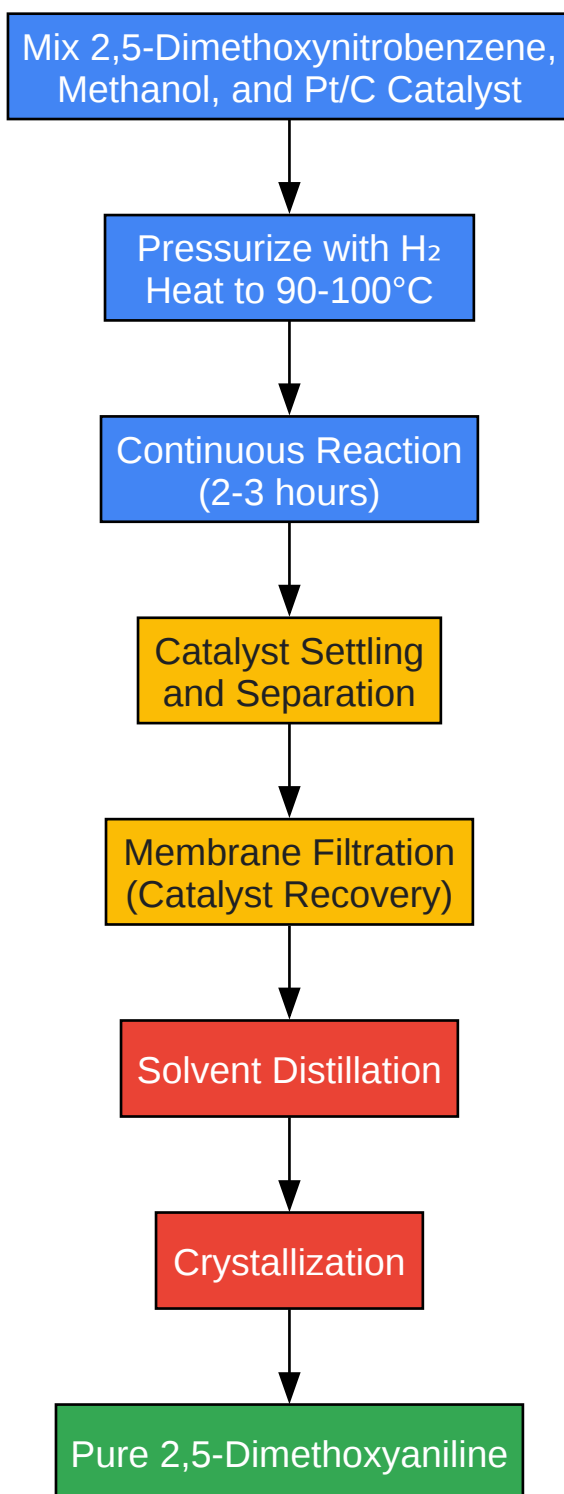 Mix 2,5-Dimethoxynitrobenzene,
Methanol, and Pt/C Catalyst
Pressurize with H₂
Heat to 90-100°C
Continuous Reaction
(2-3 hours)
Catalyst Settling
and Separation
Membrane Filtration
(Catalyst Recovery)
Solvent Distillation
Crystallization
Pure 2,5-Dimethoxyaniline